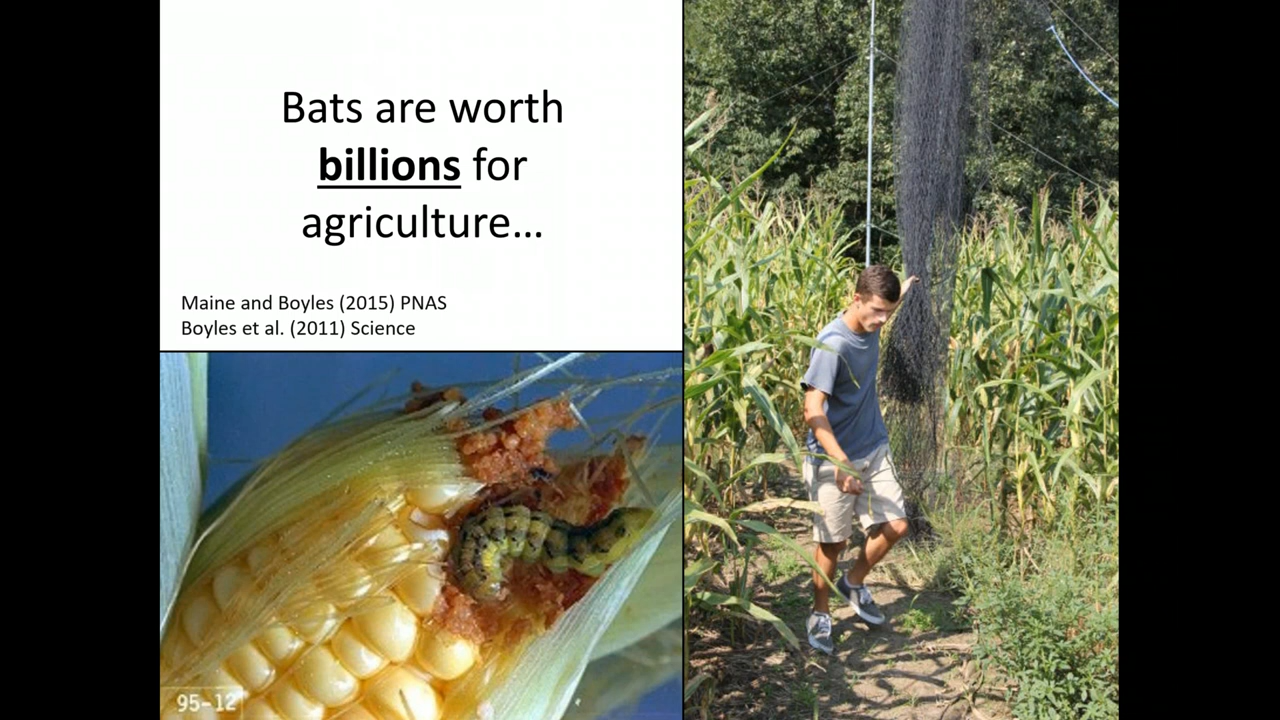 Bats are worth
billions for
agriculture…
Maine and Boyles (2015) PNAS
Boyles et al. (2011) Science
95-12